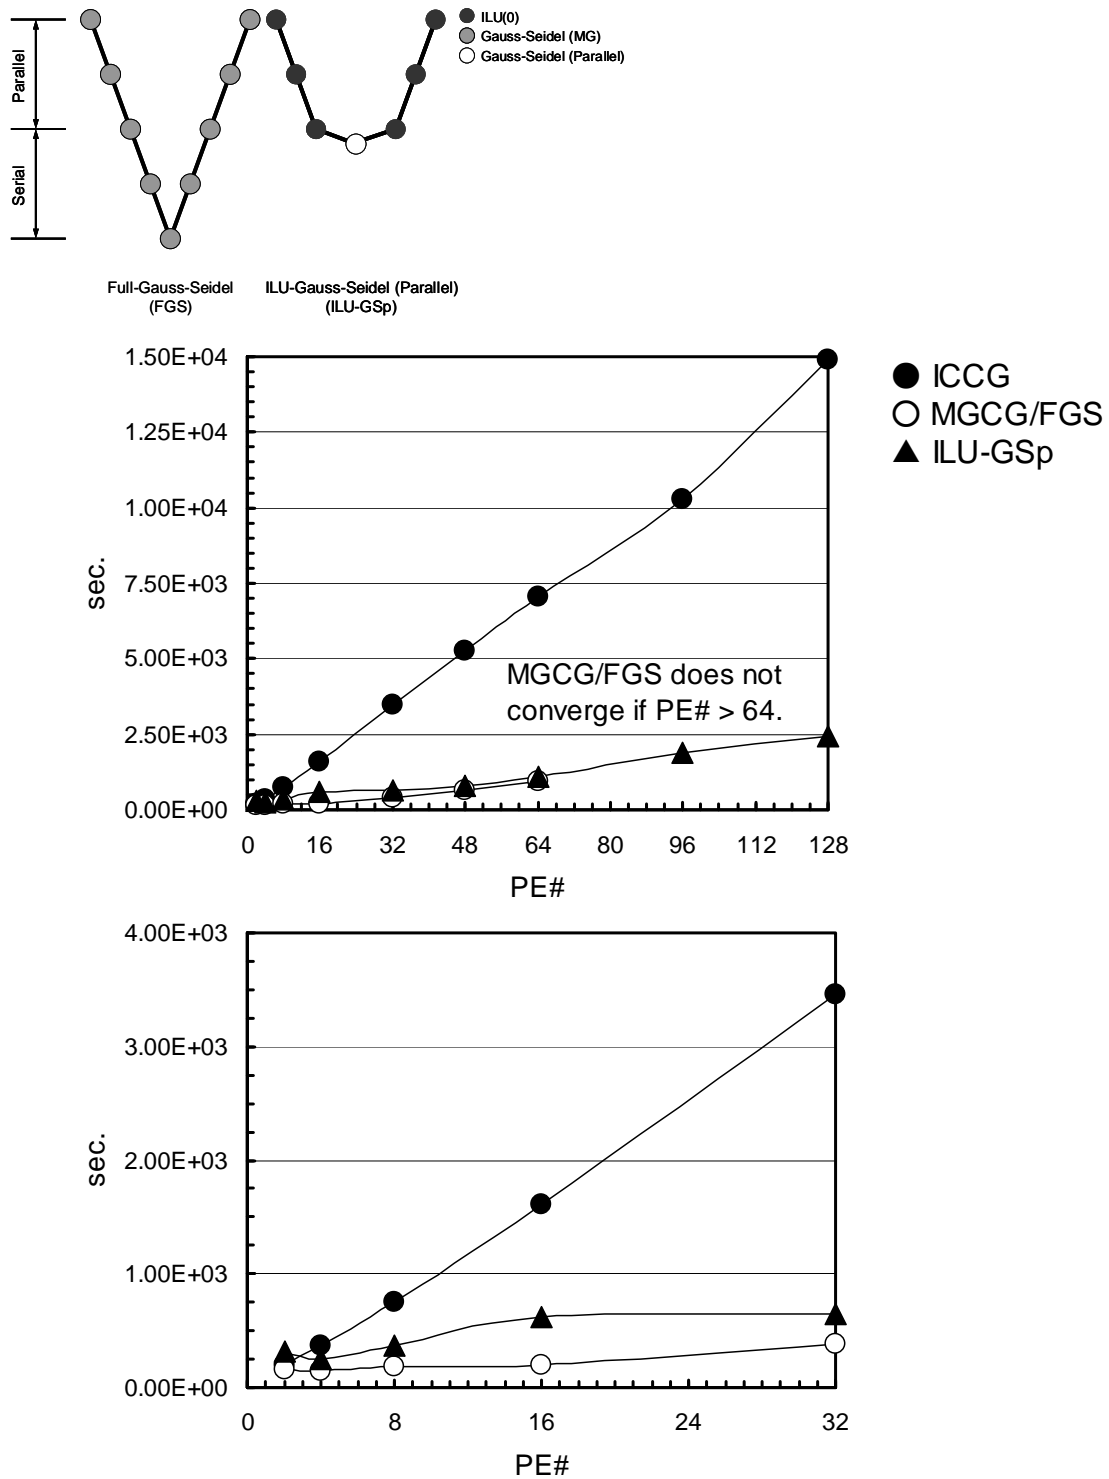 ILU(0)
Gauss-Seidel (MG)
Gauss-Seidel (Parallel)
Parallel
Serial
Full-Gauss-Seidel
(FGS)
ILU-Gauss-Seidel (Parallel)
(ILU-GSp)
1.50E+04
1.25E+04
1.00E+04
7.50E+03
5.00E+03
2.50E+03
0.00E+00
sec.
ICCG
MGCG/FGS
ILU-GSp
MGCG/FGS does not
converge if PE# > 64.
0 16 32 48 64 80 96 112 128
PE#
4.00E+03
3.00E+03
2.00E+03
1.00E+03
0.00E+00
sec.
0 8 16 24 32
PE#